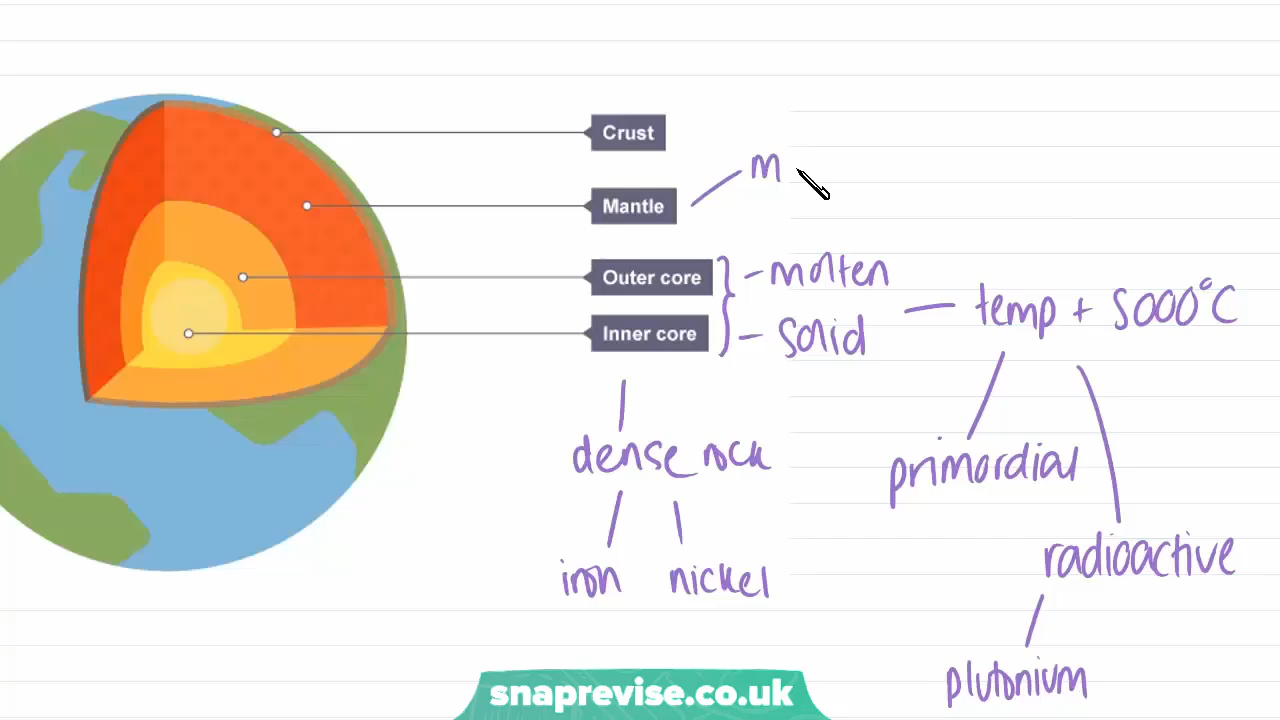 Crust
m
Mantle
Outer core
- molten
Inner core
- solid
temp + 5000°C
dense rock
primordial
iron nickel
radioactive
plutonium
snaprevise.co.uk